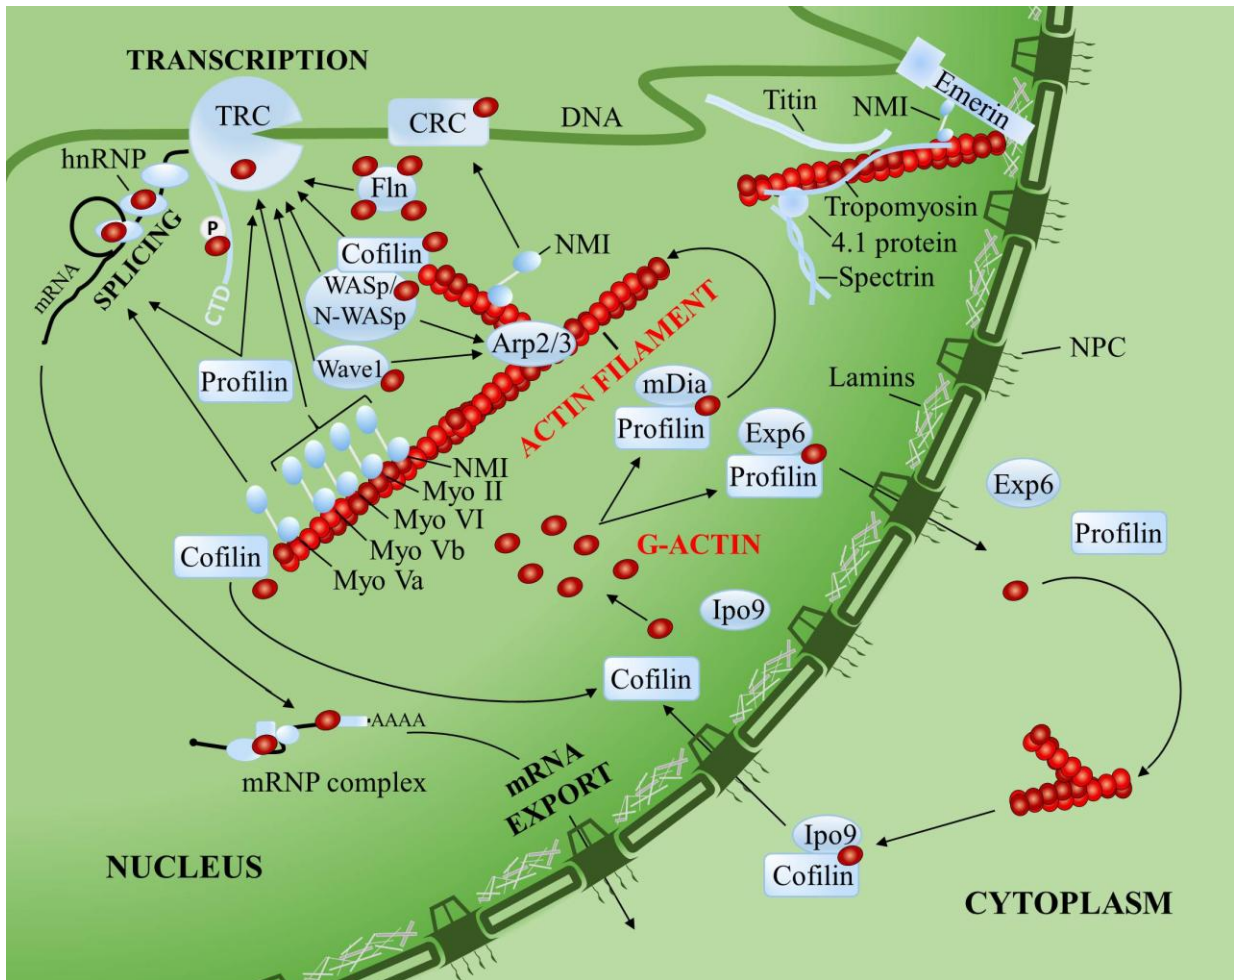 TRANSCRIPTION
TRC
CRC
DNA
Titin
NMI
Emerin
hnRNP
Fln
Tropomyosin
4.1 protein
Spectrin
P
mRNA
SPLICING
CTD
Cofilin
NMI
WASp/
N-WASp
Arp2/3
Wave1
Profilin
ACTIN FILAMENT
mDia
Profilin
Lamins
NPC
Exp6
Profilin
Exp6
Profilin
NMI
Myo II
Myo VI
Myo Vb
Myo Va
Cofilin
G-ACTIN
Ipo9
Cofilin
AAAA
mRNP complex
mRNA
EXPORT
Ipo9
Cofilin
NUCLEUS
CYTOPLASM